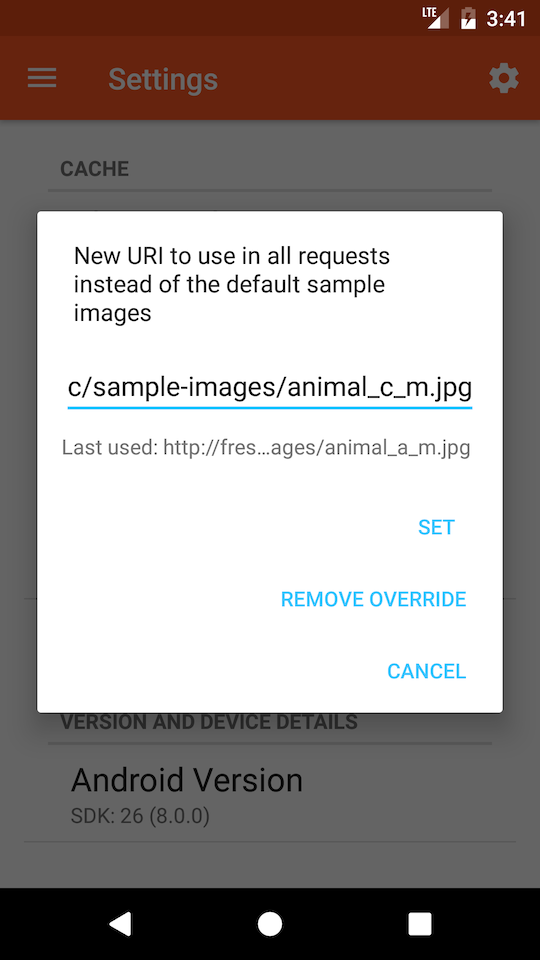 LTE 3:41
Settings
CACHE
New URI to use in all requests
instead of the default sample
images
c/sample-images/animal_c_m.jpg
Last used: http://fres…ages/animal_a_m.jpg
SET
REMOVE OVERRIDE
CANCEL
VERSION AND DEVICE DETAILS
Android Version
SDK: 26 (8.0.0)